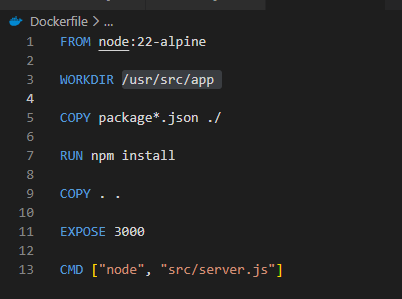 Dockerfile > ...
1 FROM node:22-alpine
2
3 WORKDIR /usr/src/app
4
5 COPY package*.json ./
6
7 RUN npm install
8
9 COPY . .
10
11 EXPOSE 3000
12
13 CMD ["node", "src/server.js"]